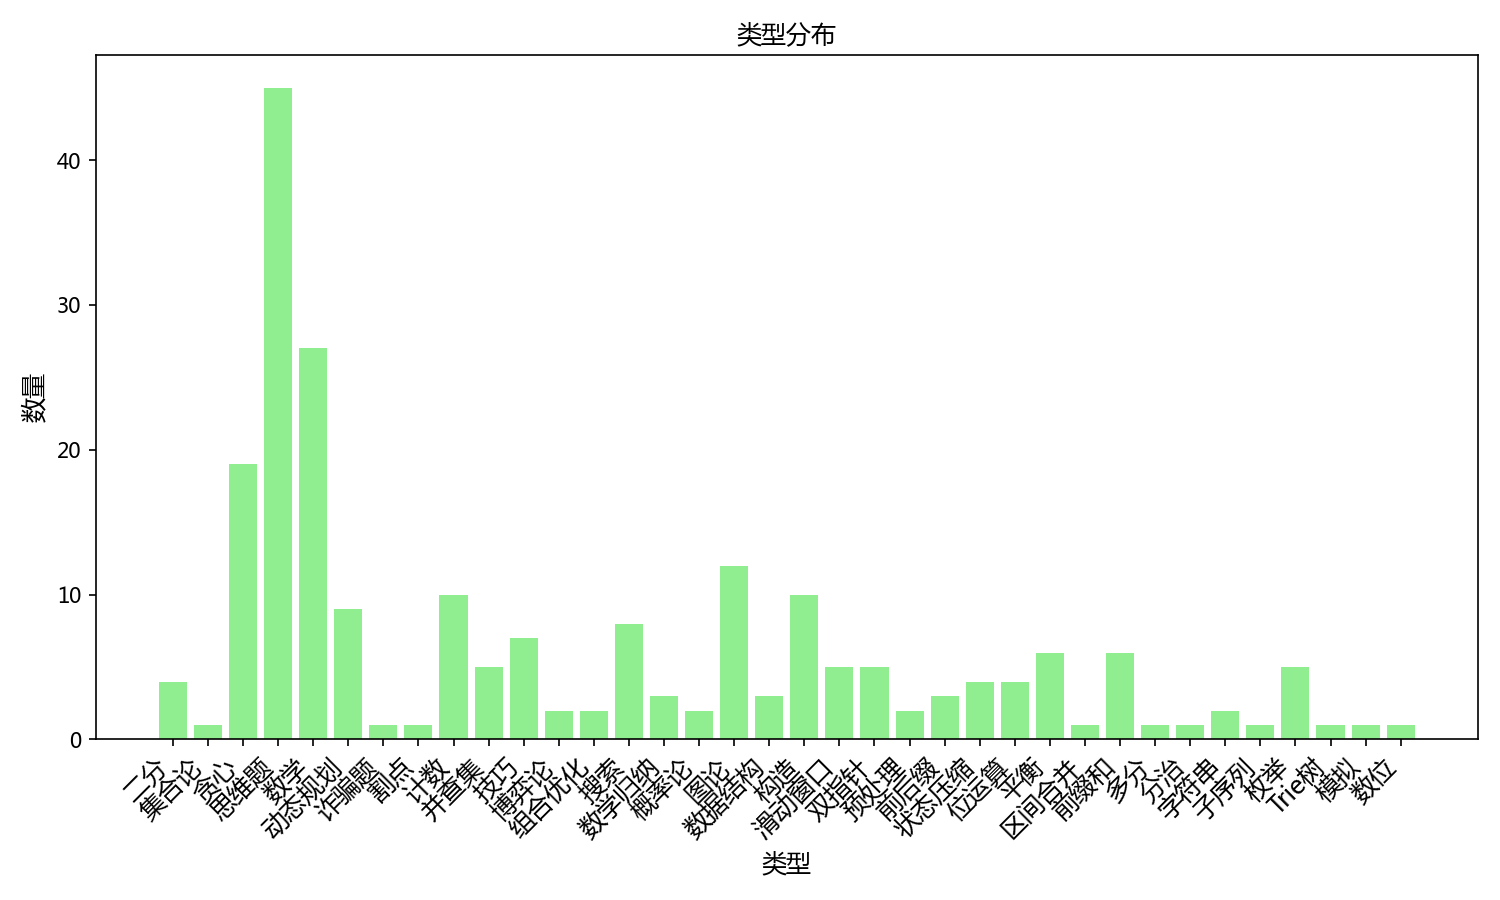 类型分布
数量
40
30
20
10
0
二分
集合论
贪心
思维题
数学
动态规划
诈骗题
割点
计数
并查集
技巧
博弈论
组合优化
搜索
数学归纳
概率论
图论
数据结构
构造
滑动窗口
双指针
预处理
前后缀
状态压缩
位运算
平衡
区间合并
前缀和
多分
分治
字符串
子序列
枚举
Trie树
模拟
数位
类型